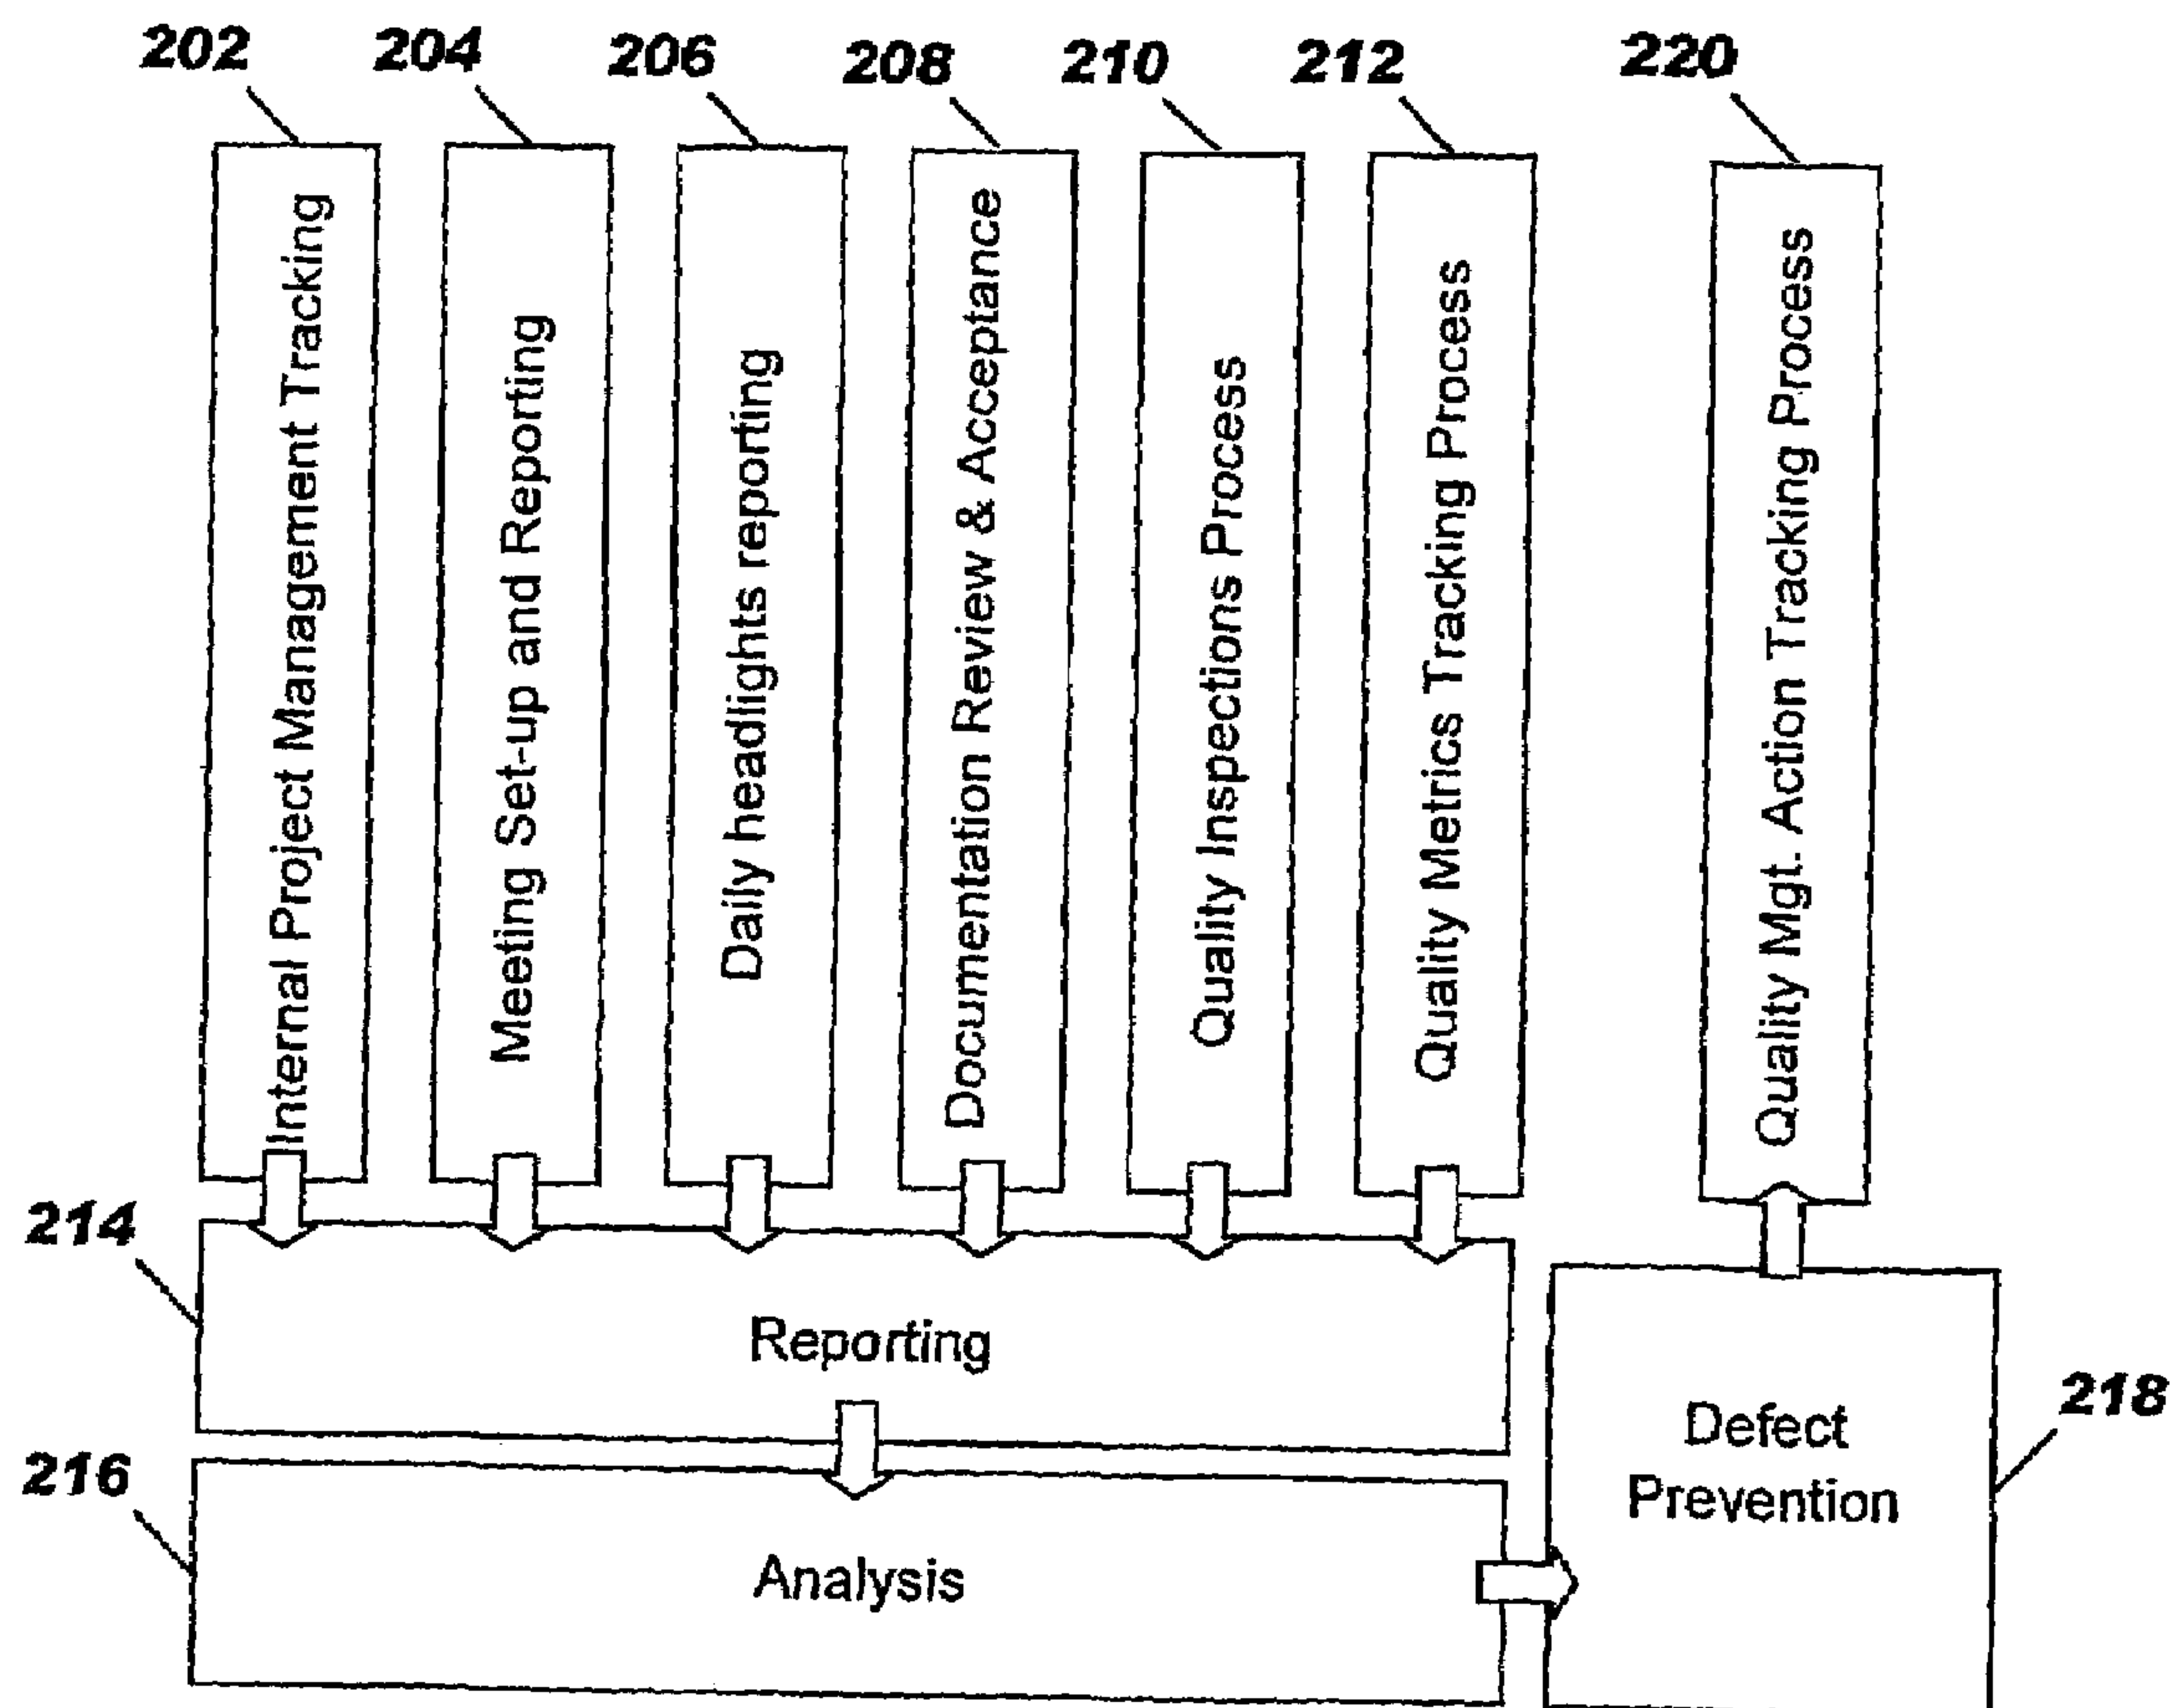 202
204
206
208
210
212
220
Internal Project Management Tracking
Meeting Set-up and Reporting
Daily headlights reporting
Documentation Review & Acceptance
Quality Inspections Process
Quality Metrics Tracking Process
Quality Mgt. Action Tracking Process
214
Reporting
216
Analysis
Defect
Prevention
218